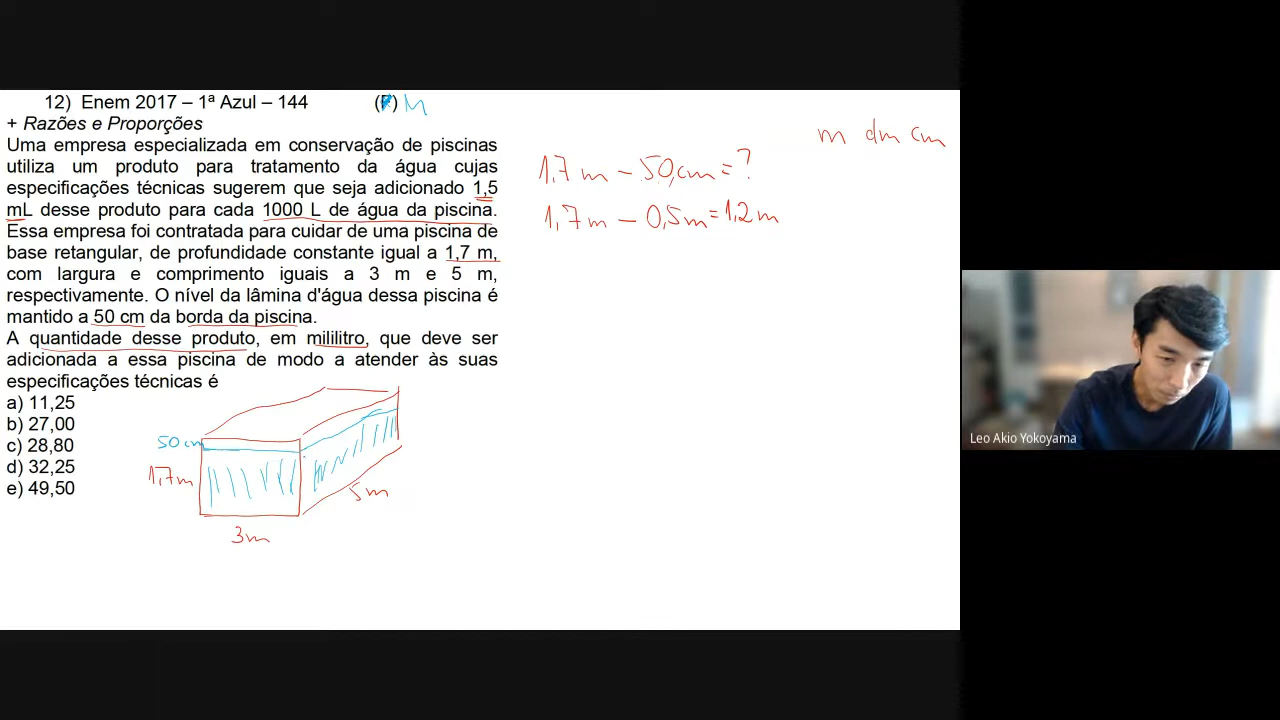 12) Enem 2017 – 1ª Azul – 144 (F) M
+ Razões e Proporções
Uma empresa especializada em conservação de piscinas
utiliza um produto para tratamento da água cujas
especificações técnicas sugerem que seja adicionado 1,5
mL desse produto para cada 1000 L de água da piscina.
Essa empresa foi contratada para cuidar de uma piscina de
base retangular, de profundidade constante igual a 1,7 m,
com largura e comprimento iguais a 3 m e 5 m,
respectivamente. O nível da lâmina d'água dessa piscina é
mantido a 50 cm da borda da piscina.
A quantidade desse produto, em mililitro, que deve ser
adicionada a essa piscina de modo a atender às suas
especificações técnicas é
a) 11,25
b) 27,00
c) 28,80
d) 32,25
e) 49,50
50 cm
1,7 m
5 m
3 m
m dm cm
1,7 m - 50, cm = ?
1,7 m - 0,5 m = 1,2 m
Leo Akio Yokoyama